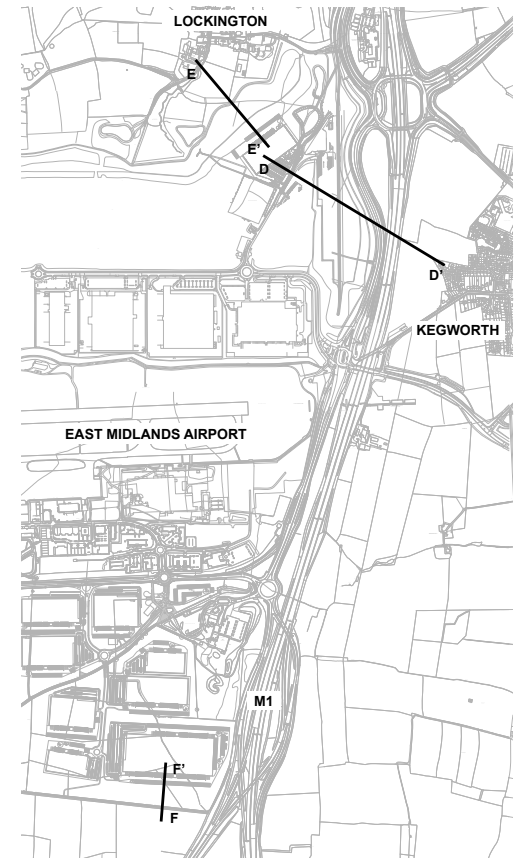 LOCKINGTON
E
E'
D
D'
KEGWORTH
EAST MIDLANDS AIRPORT
M1
F'
F